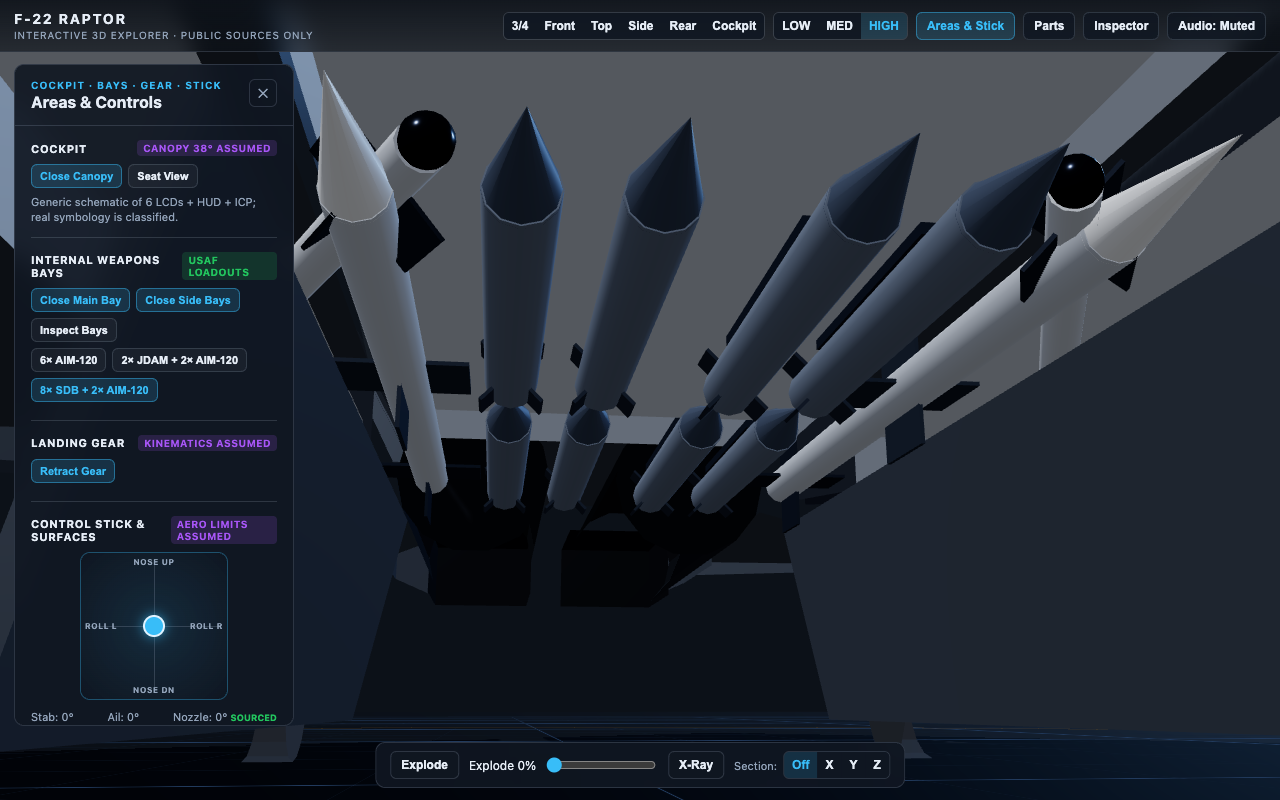 F-22 RAPTOR
INTERACTIVE 3D EXPLORER · PUBLIC SOURCES ONLY
3/4 Front Top Side Rear Cockpit LOW MED HIGH Areas & Stick Parts Inspector Audio: Muted
COCKPIT · BAYS · GEAR · STICK
Areas & Controls
COCKPIT CANOPY 38° ASSUMED
Close Canopy Seat View
Generic schematic of 6 LCDs + HUD + ICP;
real symbology is classified.
INTERNAL WEAPONS
BAYS
USAF
LOADOUTS
Close Main Bay Close Side Bays
Inspect Bays
6× AIM-120 2× JDAM + 2× AIM-120
8× SDB + 2× AIM-120
LANDING GEAR KINEMATICS ASSUMED
Retract Gear
CONTROL STICK &
SURFACES
AERO LIMITS
ASSUMED
NOSE UP
ROLL L ROLL R
NOSE DN
Stab: 0° Ail: 0° Nozzle: 0° SOURCED
Explode Explode 0% X-Ray Section: Off X Y Z